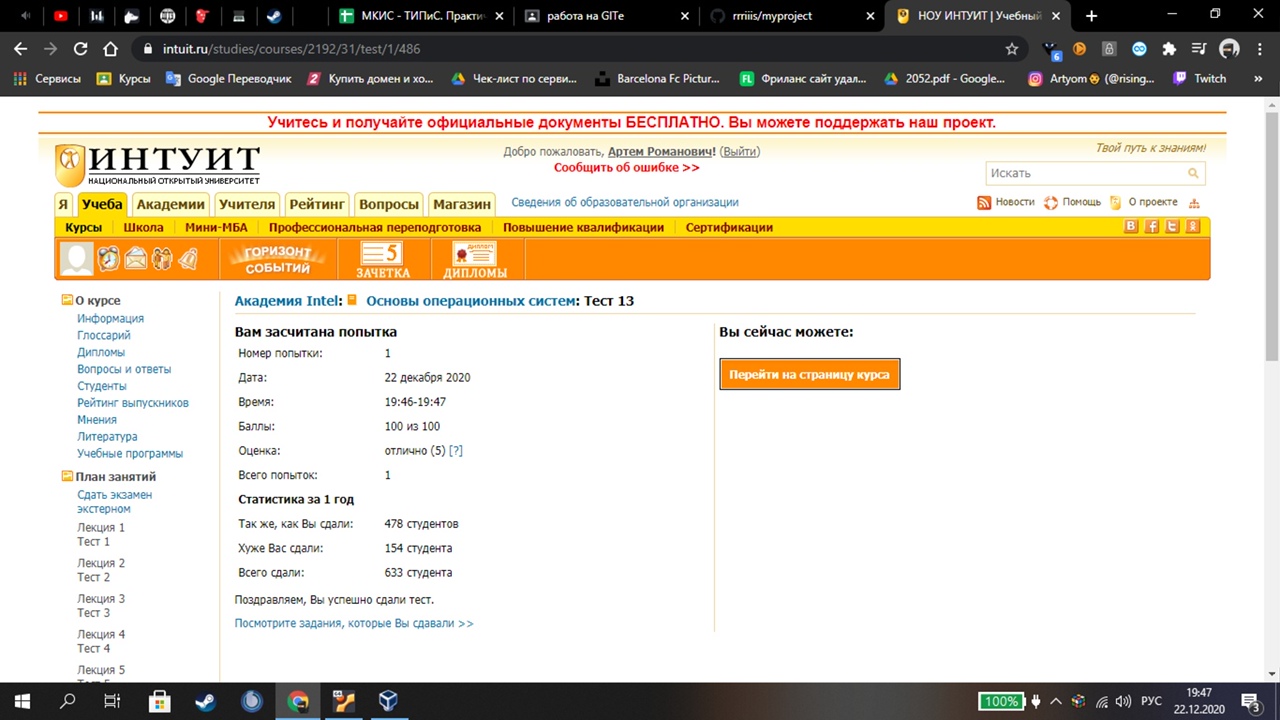 МКИС - ТИПиС. Практич
работа на GITe
rrriiis/myproject
НОУ ИНТУИТ | Учебный
intuit.ru/studies/courses/2192/31/test/1/486
6
Сервисы
Курсы
Google Переводчик
Купить домен и хо...
Чек-лист по серви...
Barcelona Fc Pictur...
Фриланс сайт удал...
2052.pdf - Google...
Artyom (@rising...
Twitch
»
Учитесь и получайте официальные документы БЕСПЛАТНО. Вы можете поддержать наш проект.
ИНТУИТ
НАЦИОНАЛЬНЫЙ ОТКРЫТЫЙ УНИВЕРСИТЕТ
Добро пожаловать, Артем Романович! (Выйти)
Сообщить об ошибке >>
Твой путь к знаниям!
Искать
Я
Учеба
Академии
Учителя
Рейтинг
Вопросы
Магазин
Сведения об образовательной организации
Новости
Помощь
О проекте
Курсы
Школа
Мини-МБА
Профессиональная переподготовка
Повышение квалификации
Сертификации
ГОРИЗОНТ
СОБЫТИЙ
5
ЗАЧЕТКА
ДИПЛОМ
ДИПЛОМЫ
О курсе
Информация
Глоссарий
Дипломы
Вопросы и ответы
Студенты
Рейтинг выпускников
Мнения
Литература
Учебные программы
План занятий
Сдать экзамен
экстерном
Лекция 1
Тест 1
Лекция 2
Тест 2
Лекция 3
Тест 3
Лекция 4
Тест 4
Лекция 5
Академия Intel: Основы операционных систем: Тест 13
Вам засчитана попытка
Номер попытки: 1
Дата: 22 декабря 2020
Время: 19:46-19:47
Баллы: 100 из 100
Оценка: отлично (5) [?]
Всего попыток: 1
Статистика за 1 год
Так же, как Вы сдали: 478 студентов
Хуже Вас сдали: 154 студента
Всего сдали: 633 студента
Поздравляем, Вы успешно сдали тест.
Посмотрите задания, которые Вы сдавали >>
Вы сейчас можете:
Перейти на страницу курса
100%
РУС
19:47
22.12.2020
3